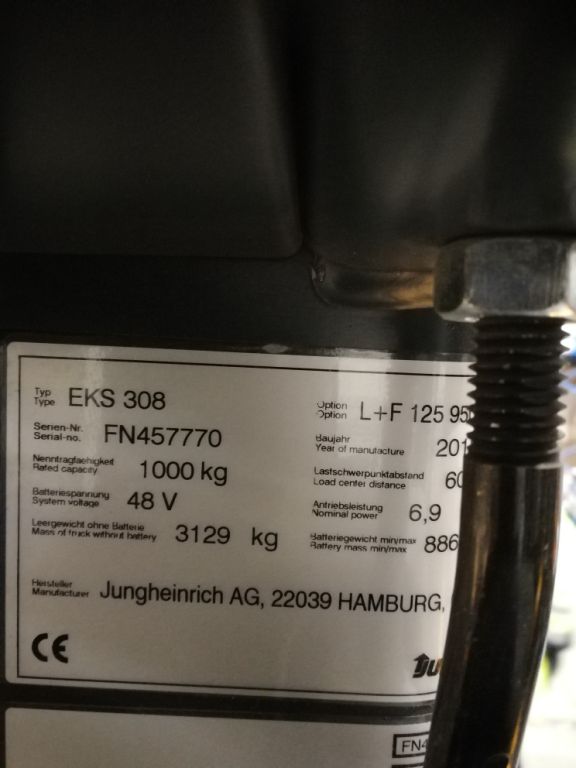 Typ
Type EKS 308
Option
Option L+F 125 95
Serien-Nr.
Serial-no. FN457770
Baujahr
Year of manufacture 201
Nenntragfaehigkeit
Rated capacity 1000 kg
Lastschwerpunktabstand
Load center distance 60
Batteriespannung
System voltage 48 V
Antriebsleistung
Nominal power 6,9
Leergewicht ohne Batterie
Mass of truck without battery 3129 kg
Batteriegewicht min/max
Battery mass min/max 886
Hersteller
Manufacturer Jungheinrich AG, 22039 HAMBURG,
CE
Ju
FN4